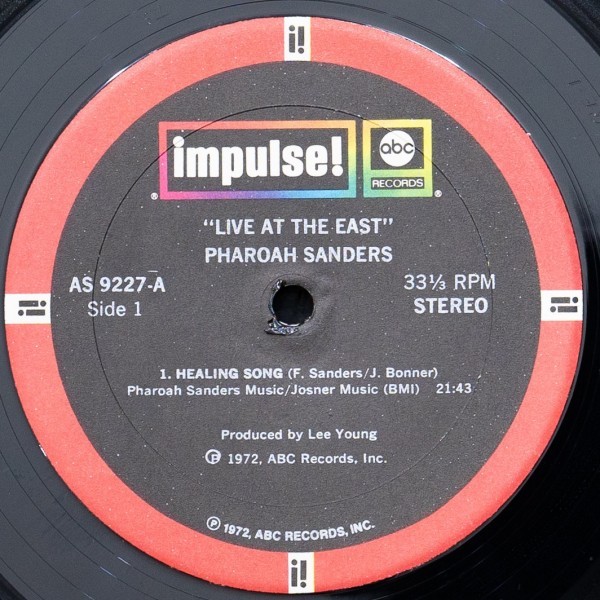 i!
impulse!®
abc
RECORDS®
"LIVE AT THE EAST"
PHAROAH SANDERS
AS 9227-A
Side 1
33⅓ RPM
STEREO
i!
i!
1. HEALING SONG (F. Sanders/J. Bonner)
Pharoah Sanders Music/Josner Music (BMI) 21:43
Produced by Lee Young
Ⓟ 1972, ABC Records, Inc.
Ⓟ 1972, ABC RECORDS, INC.
i!